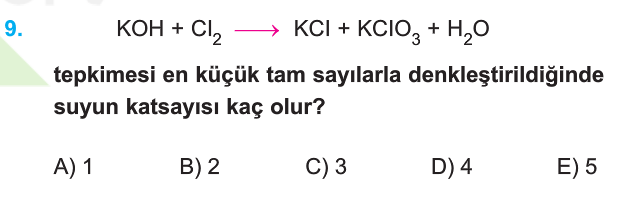 9. KOH + Cl₂ ⟶ KCl + KClO₃ + H₂O
tepkimesi en küçük tam sayılarla denkleştirildiğinde
suyun katsayısı kaç olur?
A) 1 B) 2 C) 3 D) 4 E) 5